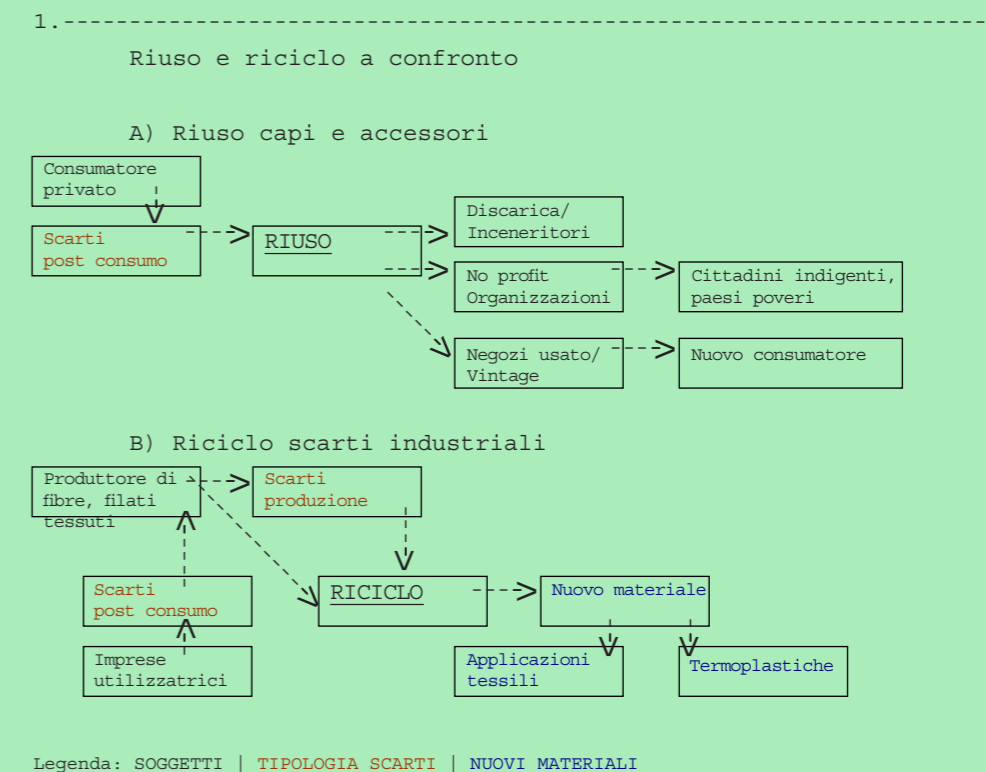 1.-----------------------------------------------------------------
Riuso e riciclo a confronto
A) Riuso capi e accessori
Consumatore
privato
Scarti
post consumo
RIUSO
Discarica/
Inceneritori
No profit
Organizzazioni
Cittadini indigenti,
paesi poveri
Negozi usato/
Vintage
Nuovo consumatore
B) Riciclo scarti industriali
Produttore di
fibre, filati
tessuti
Scarti
produzione
Scarti
post consumo
RICICLO
Nuovo materiale
Imprese
utilizzatrici
Applicazioni
tessili
Termoplastiche
Legenda: SOGGETTI | TIPOLOGIA SCARTI | NUOVI MATERIALI